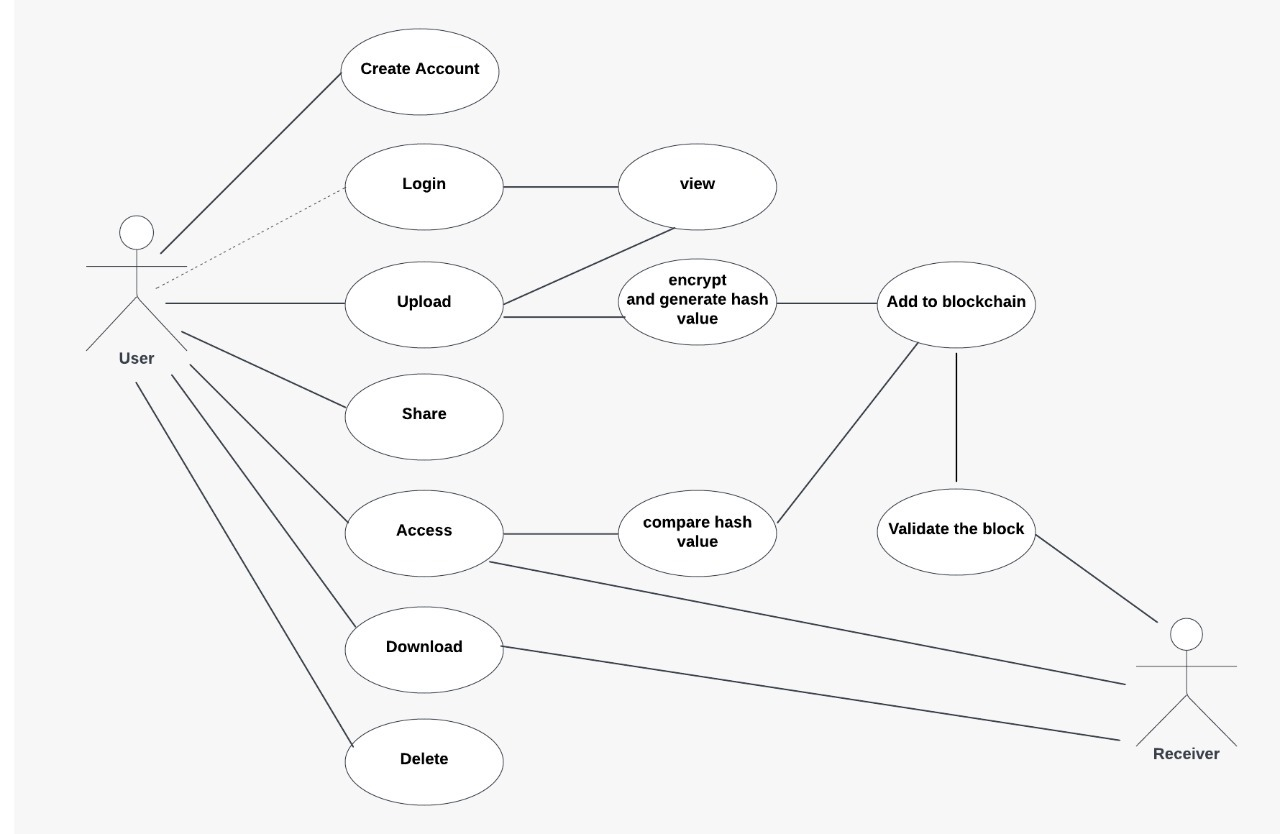 Create Account
Login
view
Upload
encrypt
and generate hash
value
Add to blockchain
User
Share
Access
compare hash
value
Validate the block
Download
Delete
Receiver